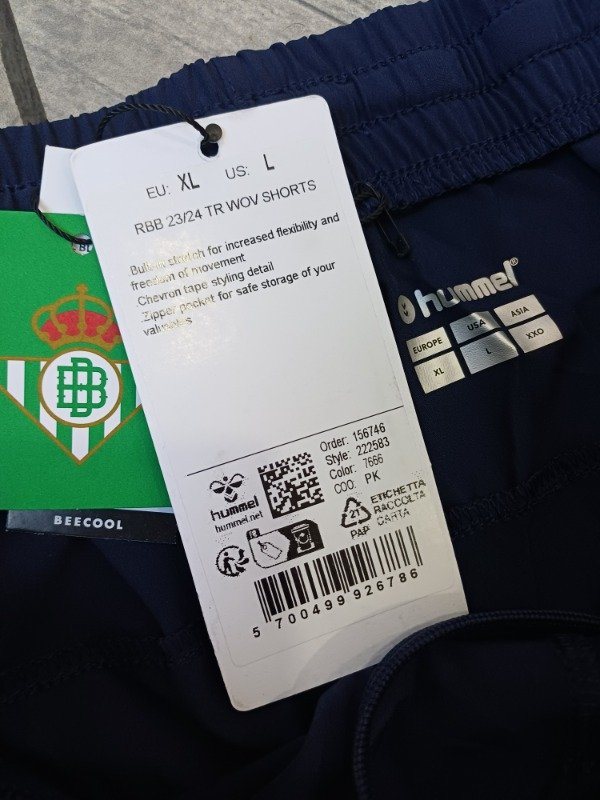 EU: XL US: L
RBB 23/24 TR WOV SHORTS
Built-in stretch for increased flexibility and
freedom of movement
Chevron tape styling detail
Zipper pocket for safe storage of your
valuables
Order: 156746
Style: 222583
Color: 7666
COO: PK
hummel
hummel.net
FR
21
PAP
ETICHETTA
RACCOLTA
CARTA
5 700499 926786
BB
BEECOOL
hummel®
EUROPE USA ASIA
XL L XXO